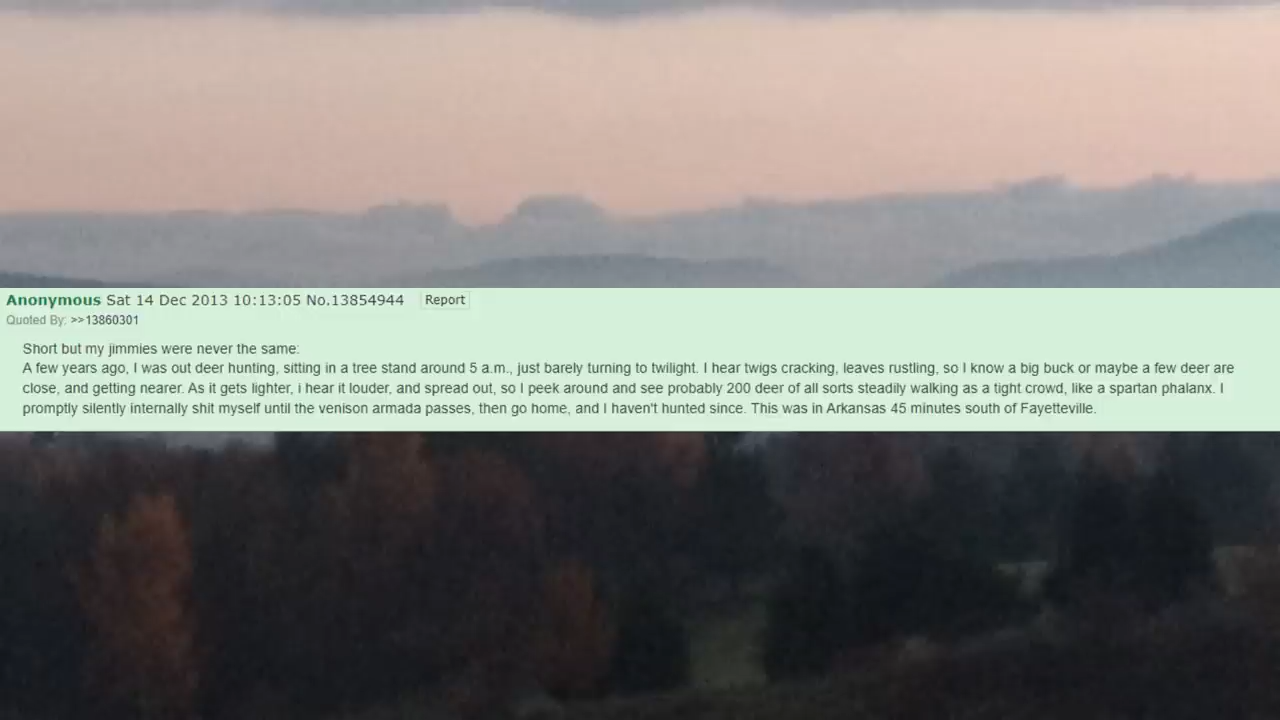 Anonymous Sat 14 Dec 2013 10:13:05 No.13854944 Report
Quoted By: >>13860301
Short but my jimmies were never the same:
A few years ago, I was out deer hunting, sitting in a tree stand around 5 a.m., just barely turning to twilight. I hear twigs cracking, leaves rustling, so I know a big buck or maybe a few deer are
close, and getting nearer. As it gets lighter, i hear it louder, and spread out, so I peek around and see probably 200 deer of all sorts steadily walking as a tight crowd, like a spartan phalanx. I
promptly silently internally shit myself until the venison armada passes, then go home, and I haven't hunted since. This was in Arkansas 45 minutes south of Fayetteville.